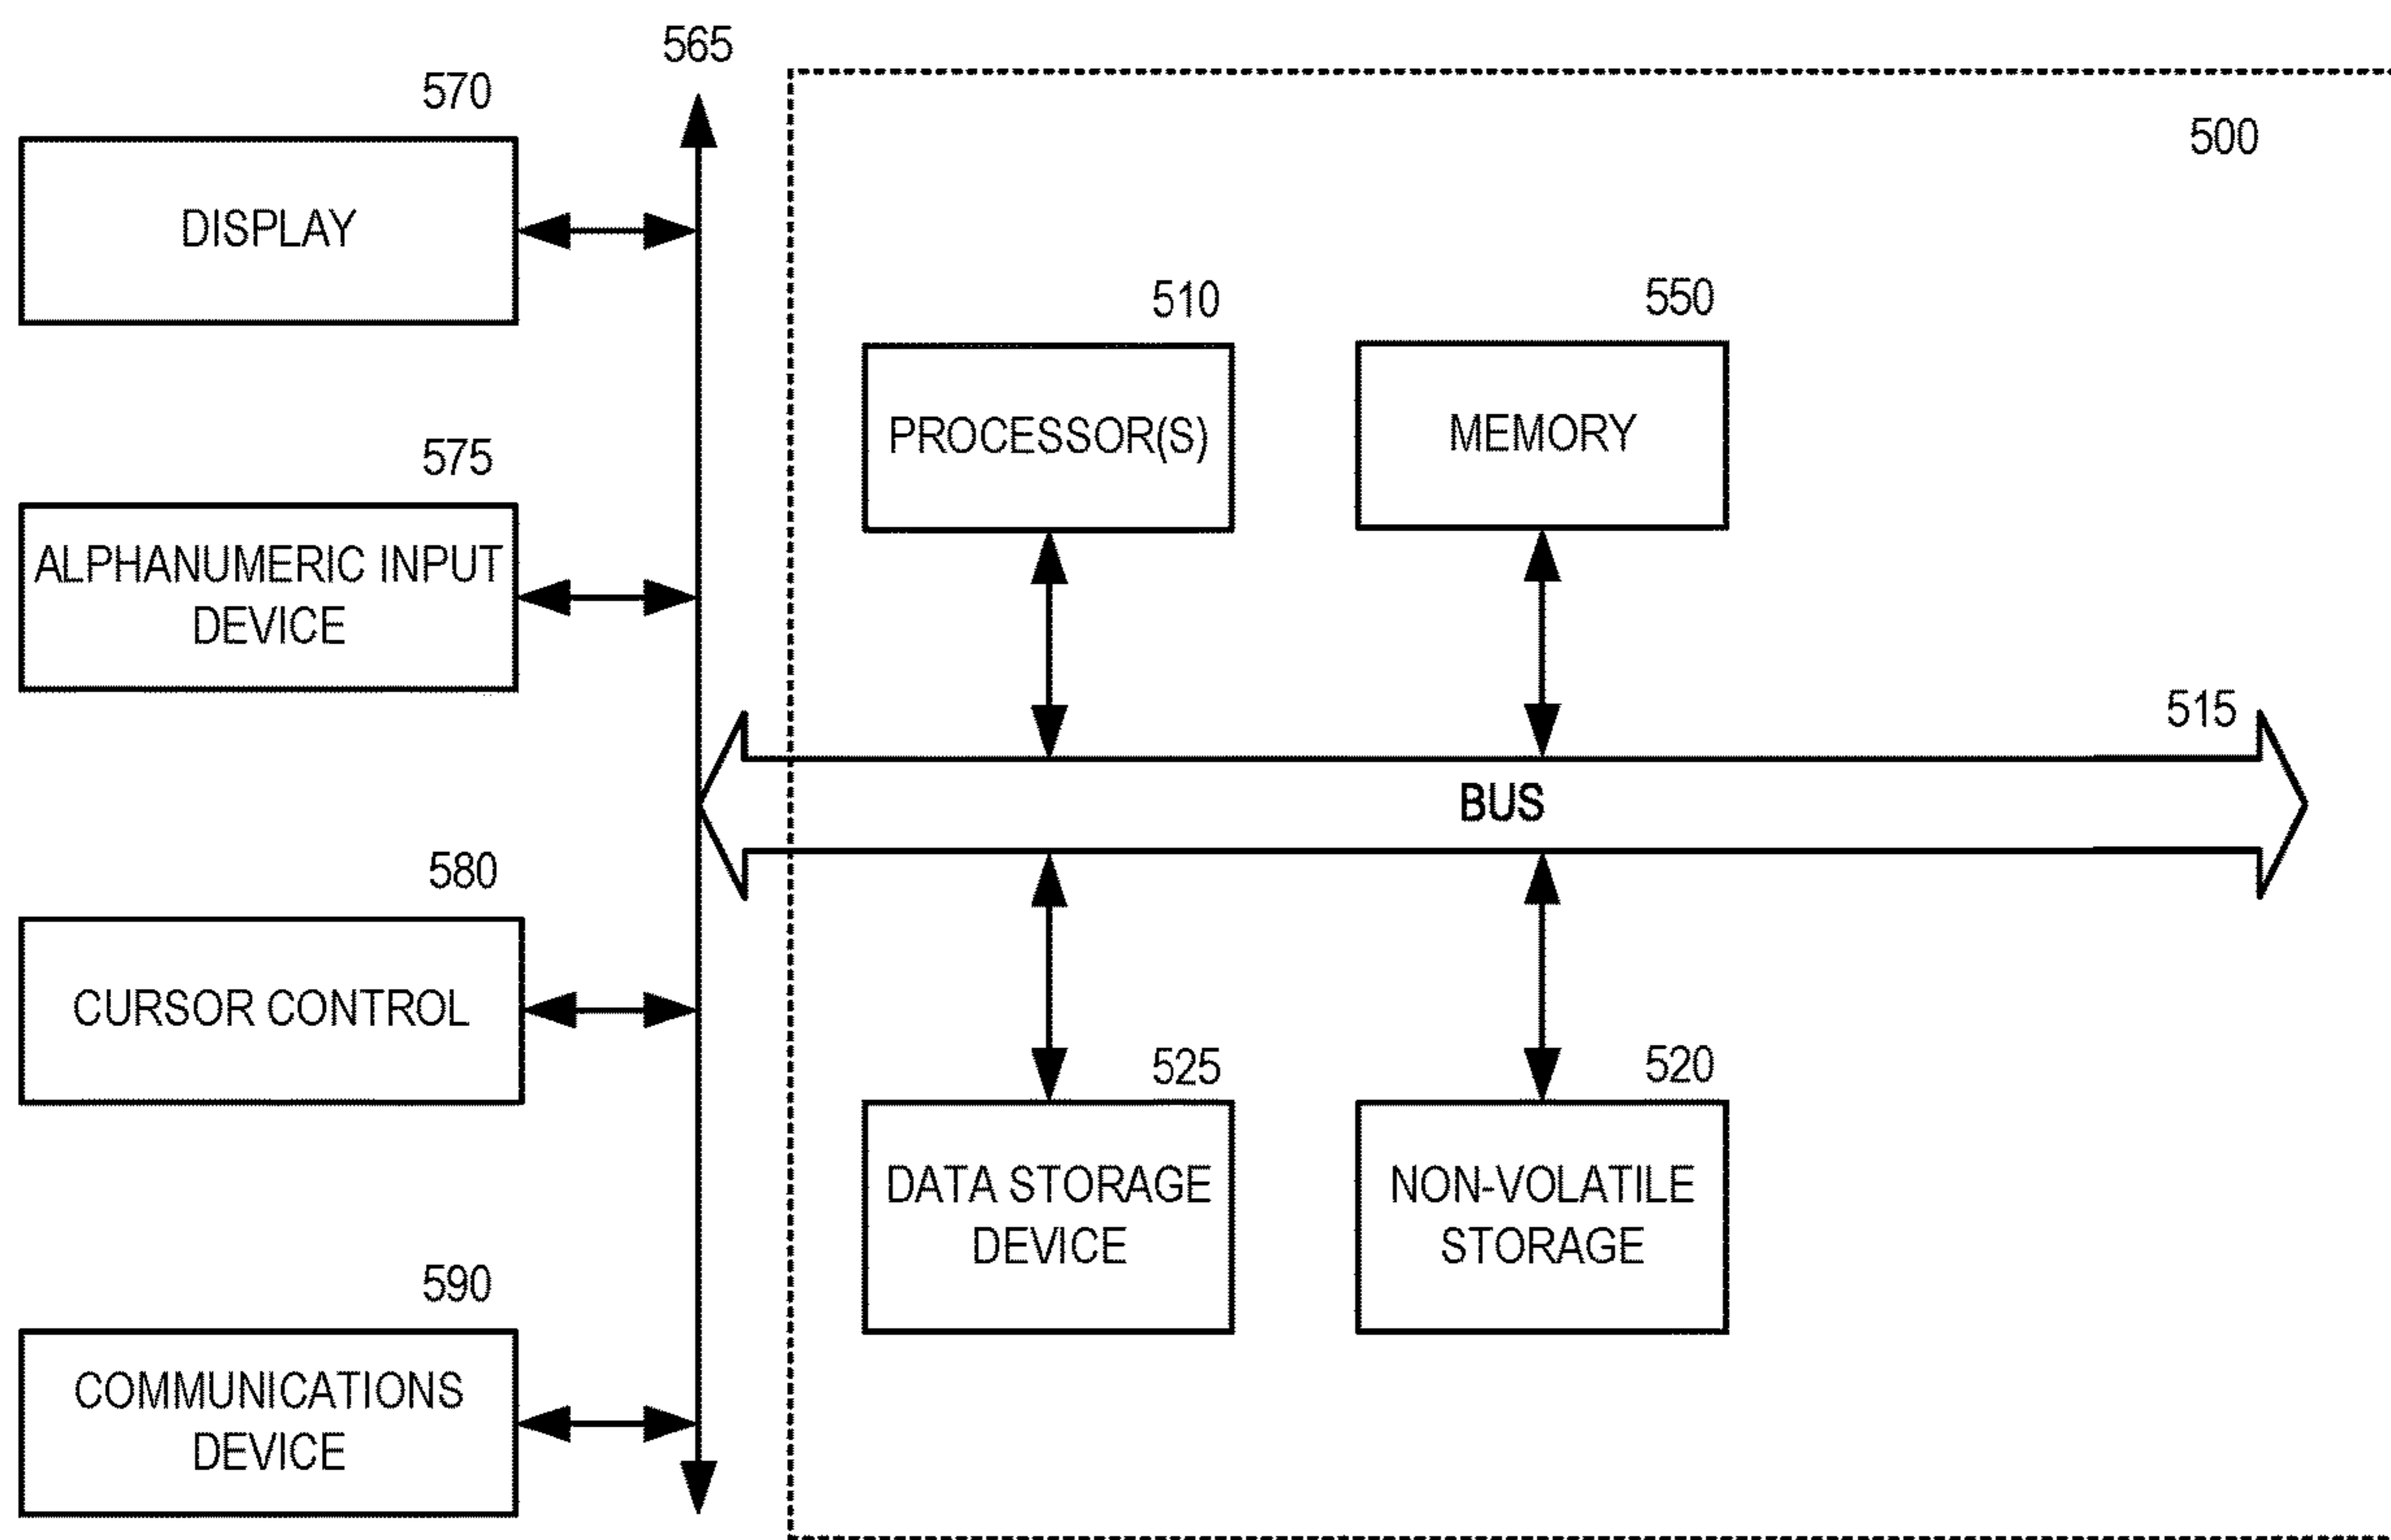 565
570
500
DISPLAY
510
550
PROCESSOR(S)
MEMORY
575
ALPHANUMERIC INPUT
DEVICE
515
BUS
580
CURSOR CONTROL
525
520
DATA STORAGE
DEVICE
NON-VOLATILE
STORAGE
590
COMMUNICATIONS
DEVICE